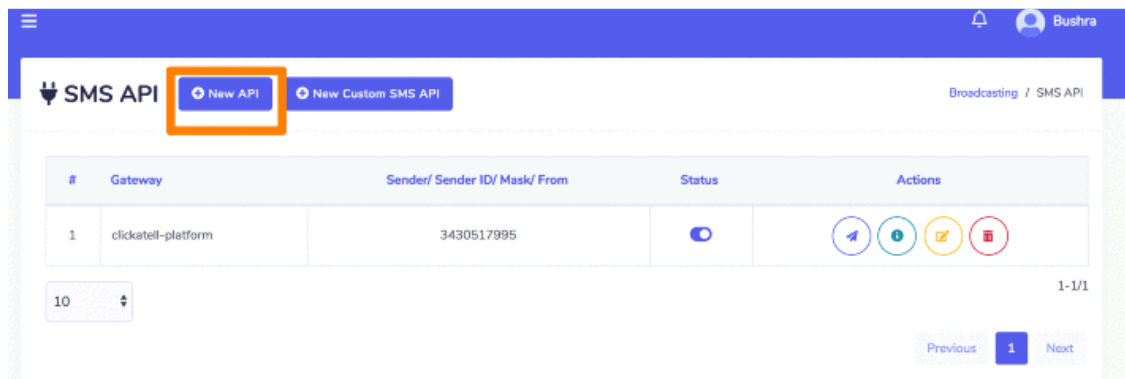 Bushra
SMS API New API New Custom SMS API Broadcasting / SMS API
# Gateway Sender/ Sender ID/ Mask/ From Status Actions
1 clickatell-platform 3430517995
10 1-1/1
Previous 1 Next